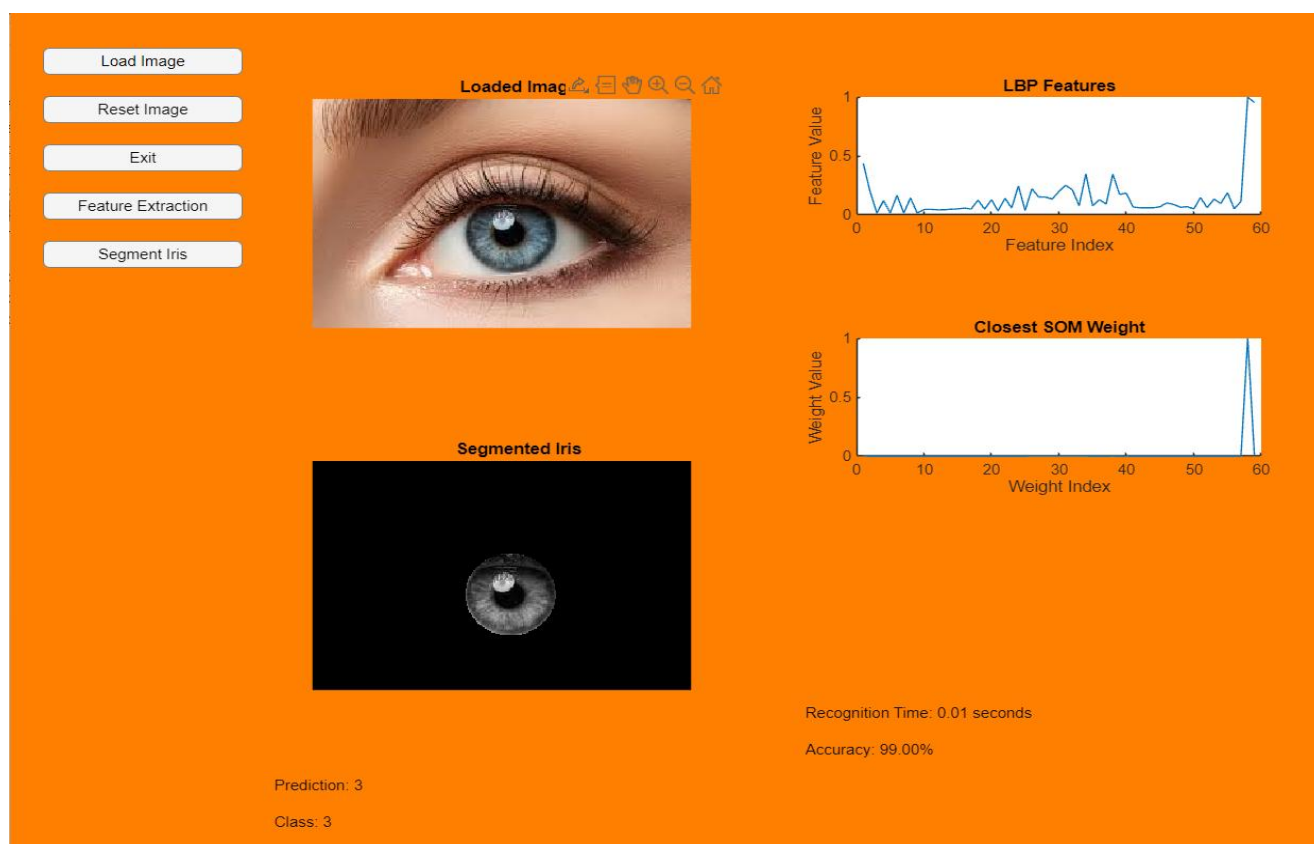 Load Image
Reset Image
Exit
Feature Extraction
Segment Iris
Loaded Imag
Segmented Iris
Prediction: 3
Class: 3
LBP Features
Feature Value
1
0.5
0
0 10 20 30 40 50 60
Feature Index
Closest SOM Weight
Weight Value
1
0.5
0
0 10 20 30 40 50 60
Weight Index
Recognition Time: 0.01 seconds
Accuracy: 99.00%